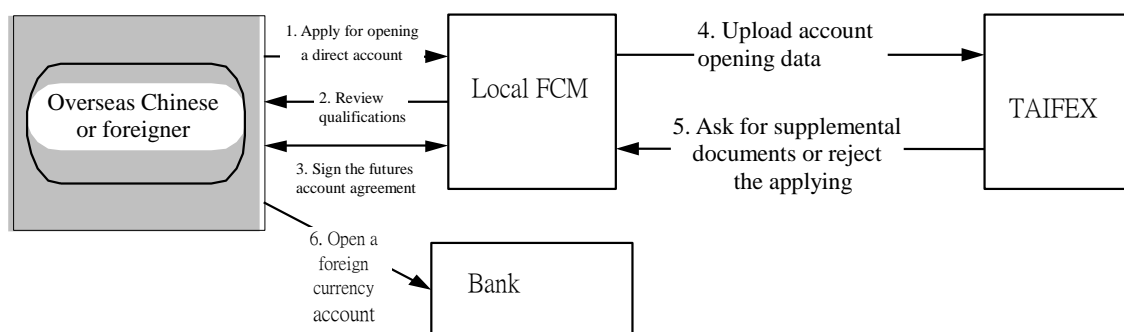 1. Apply for opening
a direct account
4. Upload account
opening data
Overseas Chinese
or foreigner
2. Review
qualifications
Local FCM
TAIFEX
5. Ask for supplemental
documents or reject
the applying
3. Sign the futures
account agreement
6. Open a
foreign
currency
account
Bank